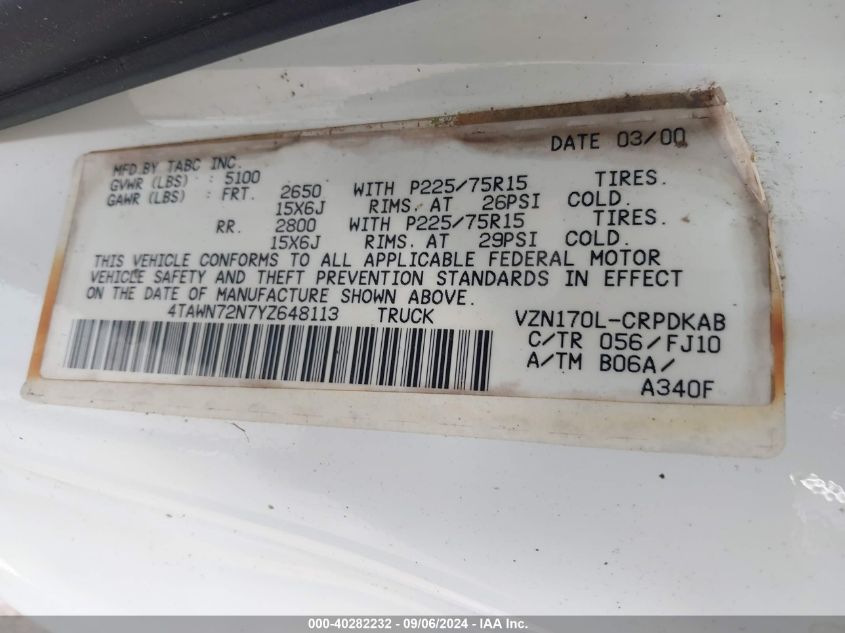 DATE 03/00
MFD.BY TABC INC.
GVWR (LBS) : 5100
GAWR (LBS) : FRT. 2650 WITH P225/75R15 TIRES.
15X6J RIMS. AT 26PSI COLD.
RR. 2800 WITH P225/75R15 TIRES.
15X6J RIMS. AT 29PSI COLD.
THIS VEHICLE CONFORMS TO ALL APPLICABLE FEDERAL MOTOR
VEHICLE SAFETY AND THEFT PREVENTION STANDARDS IN EFFECT
ON THE DATE OF MANUFACTURE SHOWN ABOVE.
4TAWN72N7YZ648113 TRUCK VZN170L-CRPDKAB
C/TR 056/FJ10
A/TM B06A/
A340F
000-40282232 - 09/06/2024 - IAA Inc.